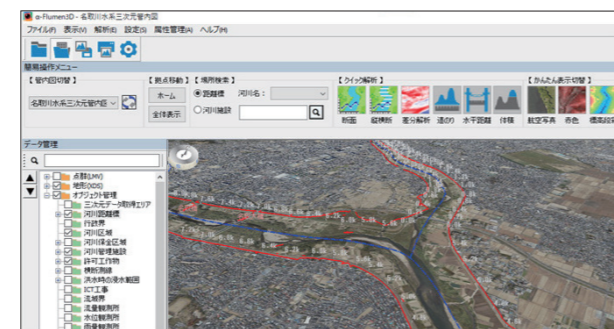 α-Flumen3D - 名取川水系三次元管内図
ファイル(F) 表示(V) 解析(E) 設定(S) 属性管理(A) ヘルプ(H)
簡易操作メニュー
【 管内図切替 】 【 拠点移動 】 【 場所検索 】 【 クイック解析 】 【 かんたん表示切替 】
名取川水系三次元管内図 ホーム 距離標 河川名：
全体表示 河川施設
断面 縦横断 差分解析 道のり 水平距離 体積 航空写真 赤色 標高段彩
データ管理
点群(LMV)
地形(IDS)
オブジェクト管理
三次元データ取得エリア
河川距離標
行政界
河川区域
河川保全区域
河川管理施設
許可工作物
横断測線
洪水時の浸水範囲
ICT工事
流域界
流量観測所
水位観測所
雨量観測所